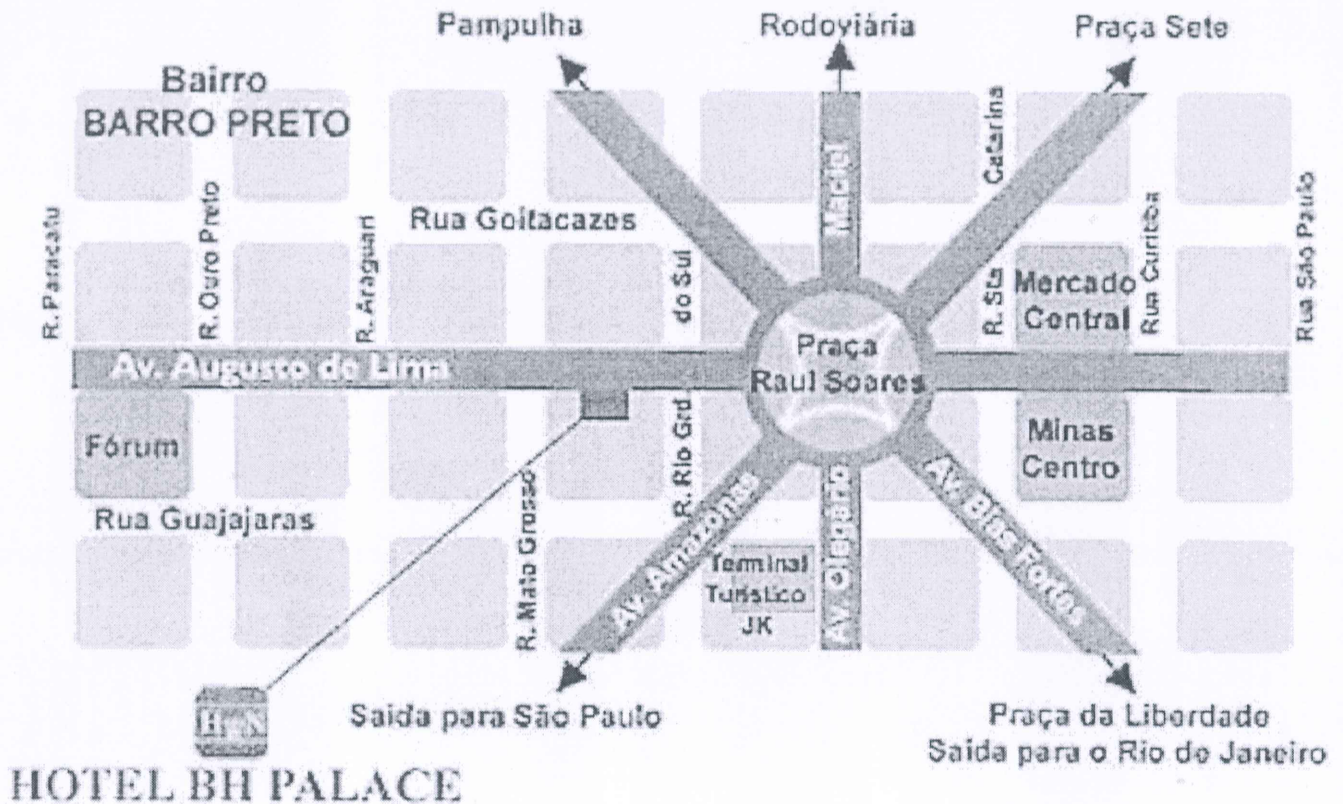 Pampulha
Rodoviária
Praça Sete
Bairro
BARRO PRETO
R. Paracatu
R. Ouro Preto
R. Araguari
Rua Goitacazes
do Sul
Maciel
Catarina
R. Sta
Mercado
Central
Rua Curitiba
Rua São Paulo
Av. Augusto de Lima
Praça
Raul Soares
Fórum
Rua Guajajaras
R. Mato Grosso
R. Rio Grd
Av. Amazonas
Terminal
Turístico
JK
Av. Olegário
Av. Bias Fortes
Minas
Centro
HN
Saida para São Paulo
Praça da Liberdade
Saida para o Rio de Janeiro
HOTEL BH PALACE